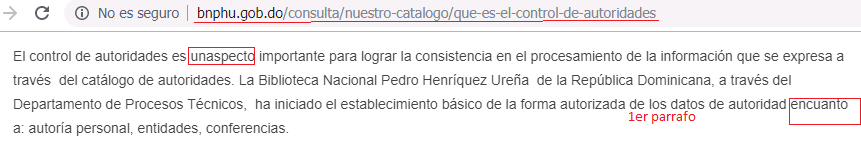 No es seguro | bnphu.gob.do/consulta/nuestro-catalogo/que-es-el-control-de-autoridades
El control de autoridades es unaspecto importante para lograr la consistencia en el procesamiento de la información que se expresa a
través del catálogo de autoridades. La Biblioteca Nacional Pedro Henríquez Ureña de la República Dominicana, a través del
Departamento de Procesos Técnicos, ha iniciado el establecimiento básico de la forma autorizada de los datos de autoridad encuanto
1er parrafo
a: autoría personal, entidades, conferencias.